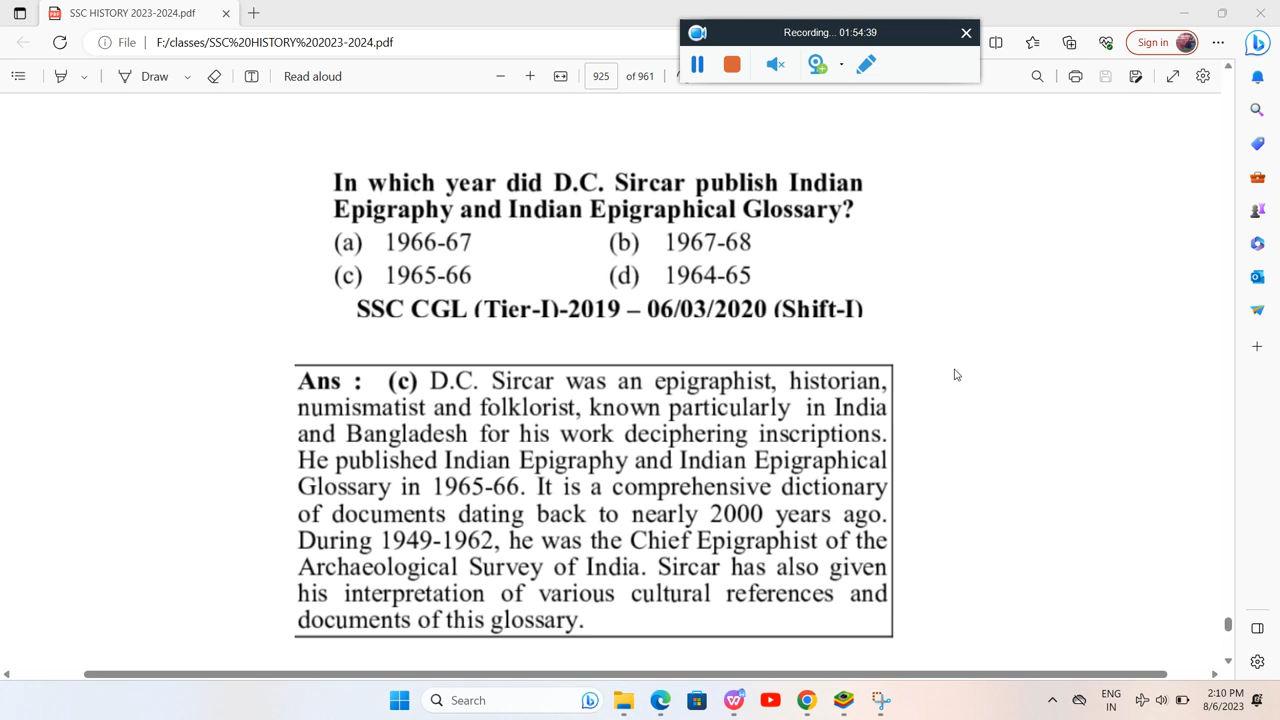 SSC HISTORY 2023-2024.pdf
Recording... 01:54:39
File F:/classes/SSC%20HISTORY%202023-2024.pdf
Sign in
Draw
Read aloud
925 of 961
In which year did D.C. Sircar publish Indian
Epigraphy and Indian Epigraphical Glossary?
(a) 1966-67 (b) 1967-68
(c) 1965-66 (d) 1964-65
SSC CGL (Tier-I)-2019 – 06/03/2020 (Shift-I)
Ans : (c) D.C. Sircar was an epigraphist, historian,
numismatist and folklorist, known particularly in India
and Bangladesh for his work deciphering inscriptions.
He published Indian Epigraphy and Indian Epigraphical
Glossary in 1965-66. It is a comprehensive dictionary
of documents dating back to nearly 2000 years ago.
During 1949-1962, he was the Chief Epigraphist of the
Archaeological Survey of India. Sircar has also given
his interpretation of various cultural references and
documents of this glossary.
Search
ENG
IN
2:10 PM
8/6/2023